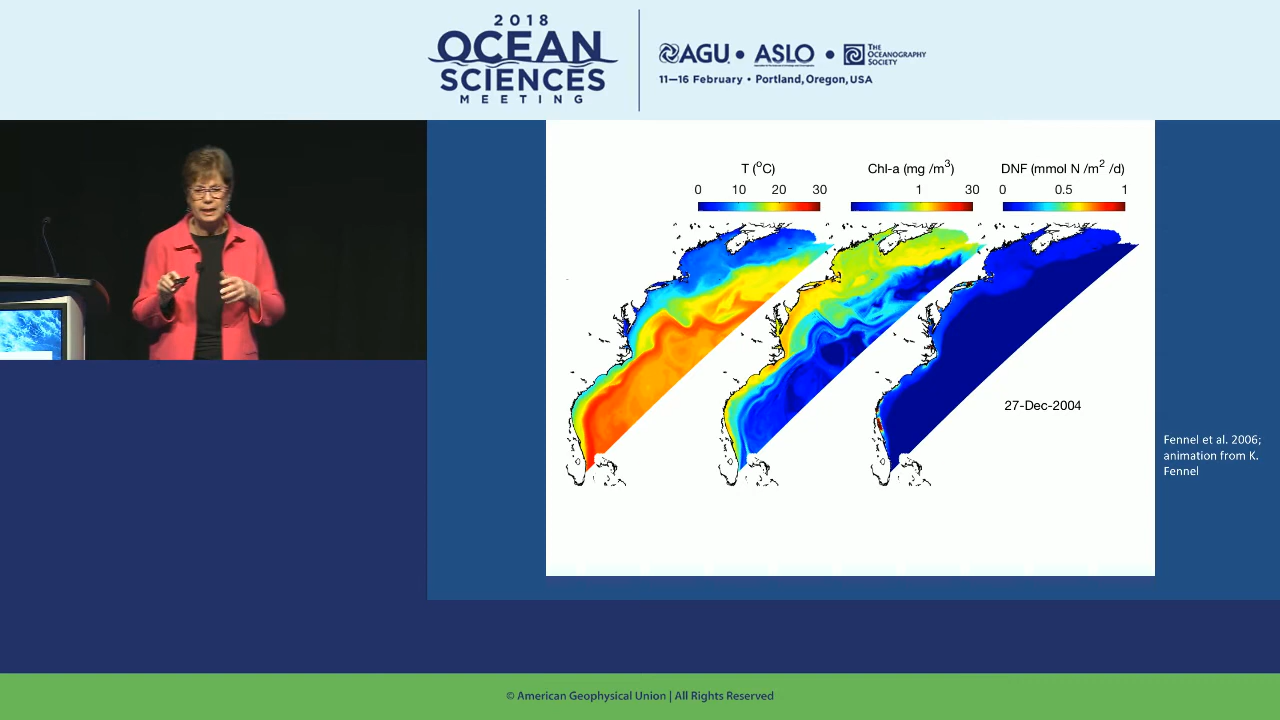 2018
OCEAN
SCIENCES
MEETING
AGU • ASLO • THE OCEANOGRAPHY SOCIETY
11—16 February • Portland, Oregon, USA
T (°C)
0 10 20 30
Chl-a (mg /m³)
1 30
DNF (mmol N /m² /d)
0 0.5 1
27-Dec-2004
Fennel et al. 2006;
animation from K.
Fennel
© American Geophysical Union | All Rights Reserved